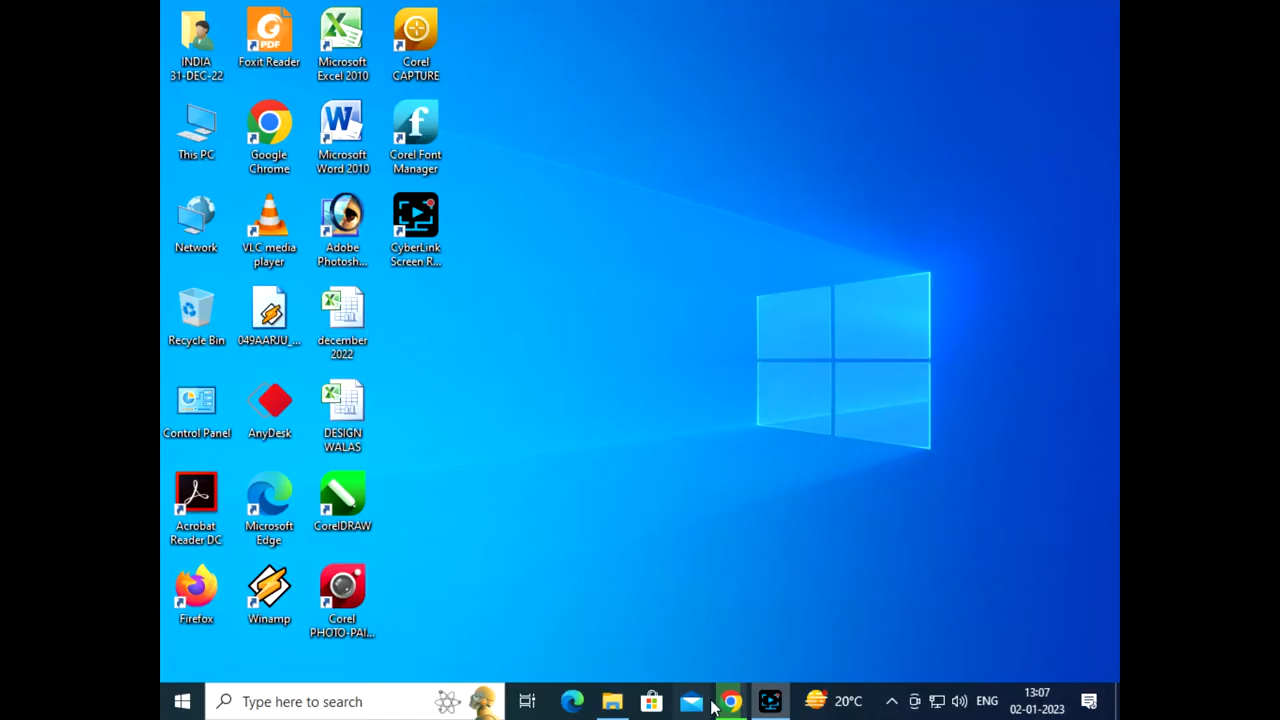 INDIA
31-DEC-22
PDF
Foxit Reader
Microsoft
Excel 2010
Corel
CAPTURE
This PC
Google
Chrome
Microsoft
Word 2010
Corel Font
Manager
Network
VLC media
player
Adobe
Photosh...
CyberLink
Screen R...
Recycle Bin
049AARJU_...
december
2022
Control Panel
AnyDesk
DESIGN
WALAS
Acrobat
Reader DC
Microsoft
Edge
CorelDRAW
Firefox
Winamp
Corel
PHOTO-PAI...
Type here to search
20°C
ENG
13:07
02-01-2023